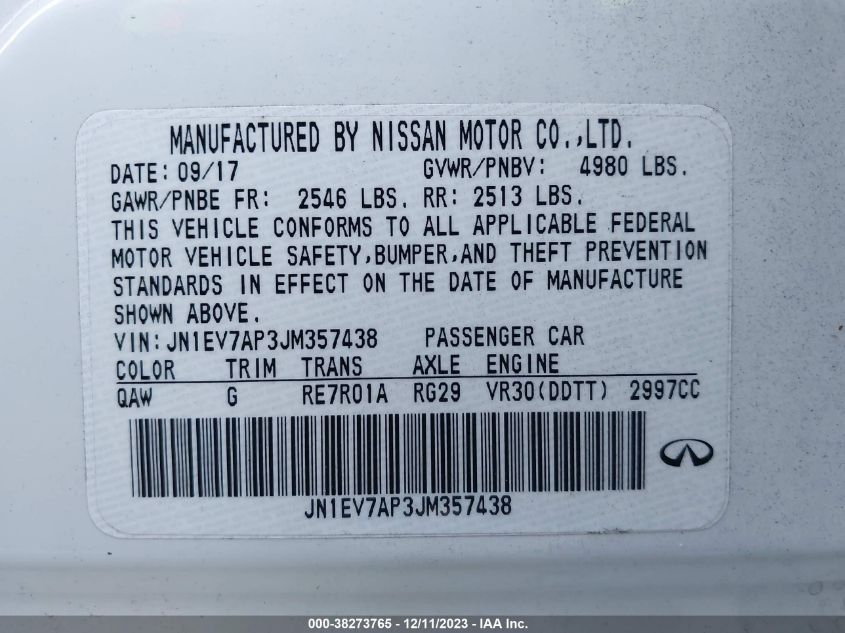 MANUFACTURED BY NISSAN MOTOR CO.,LTD.
DATE: 09/17 GVWR/PNBV: 4980 LBS.
GAWR/PNBE FR: 2546 LBS. RR: 2513 LBS.
THIS VEHICLE CONFORMS TO ALL APPLICABLE FEDERAL
MOTOR VEHICLE SAFETY,BUMPER,AND THEFT PREVENTION
STANDARDS IN EFFECT ON THE DATE OF MANUFACTURE
SHOWN ABOVE.
VIN: JN1EV7AP3JM357438 PASSENGER CAR
COLOR TRIM TRANS AXLE ENGINE
QAW G RE7R01A RG29 VR30(DDTT) 2997CC
JN1EV7AP3JM357438
000-38273765 - 12/11/2023 - IAA Inc.